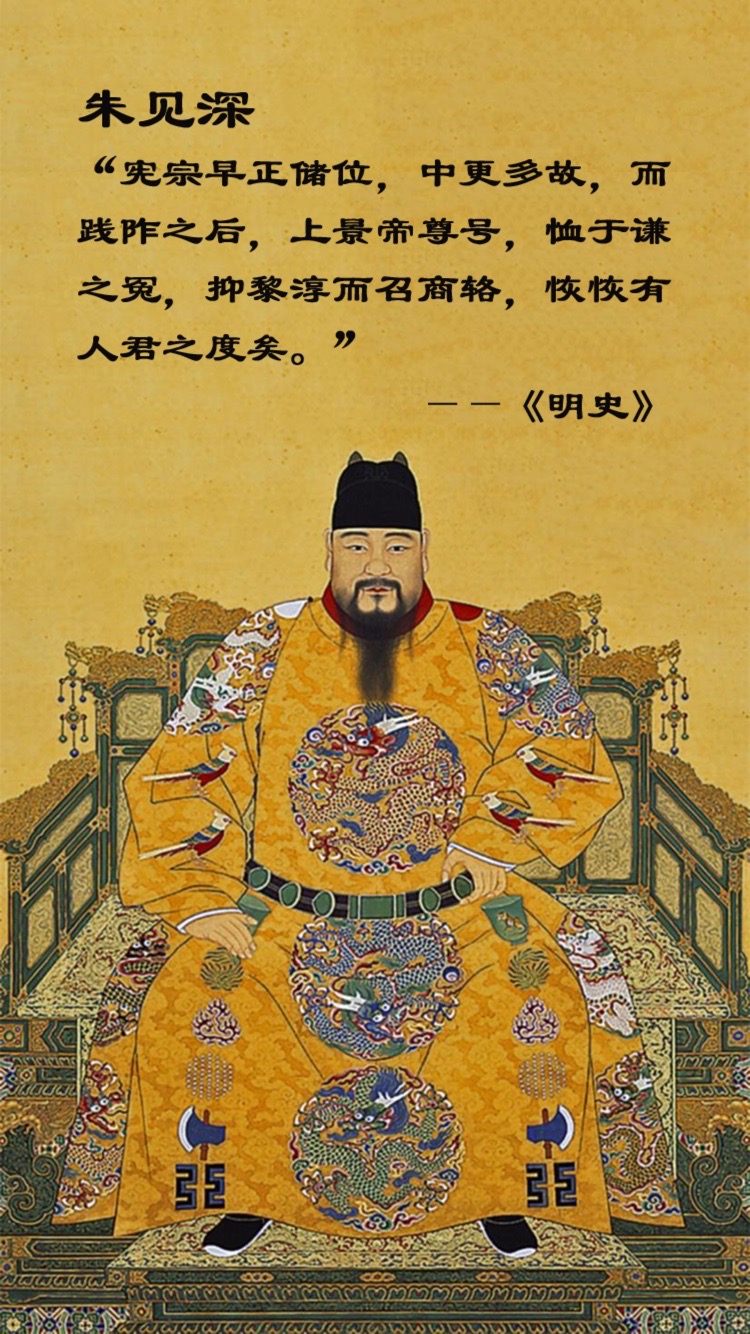 朱见深
“宪宗早正储位，中更多故，而
践阼之后，上景帝尊号，恤于谦
之冤，抑黎淳而召商辂，恢恢有
人君之度矣。”
——《明史》